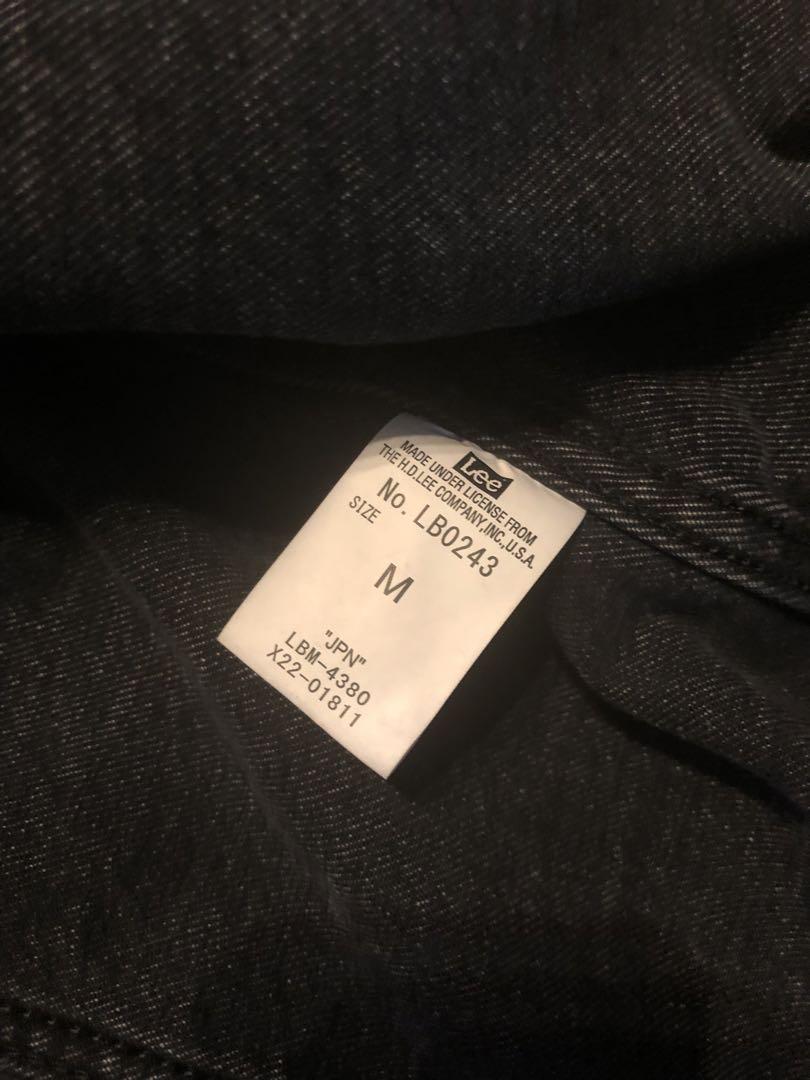 Lee
MADE UNDER LICENSE FROM
THE H.D.LEE COMPANY,INC.,U.S.A.
No. LB0243
SIZE
M
"JPN"
LBM-4380
X22-01811